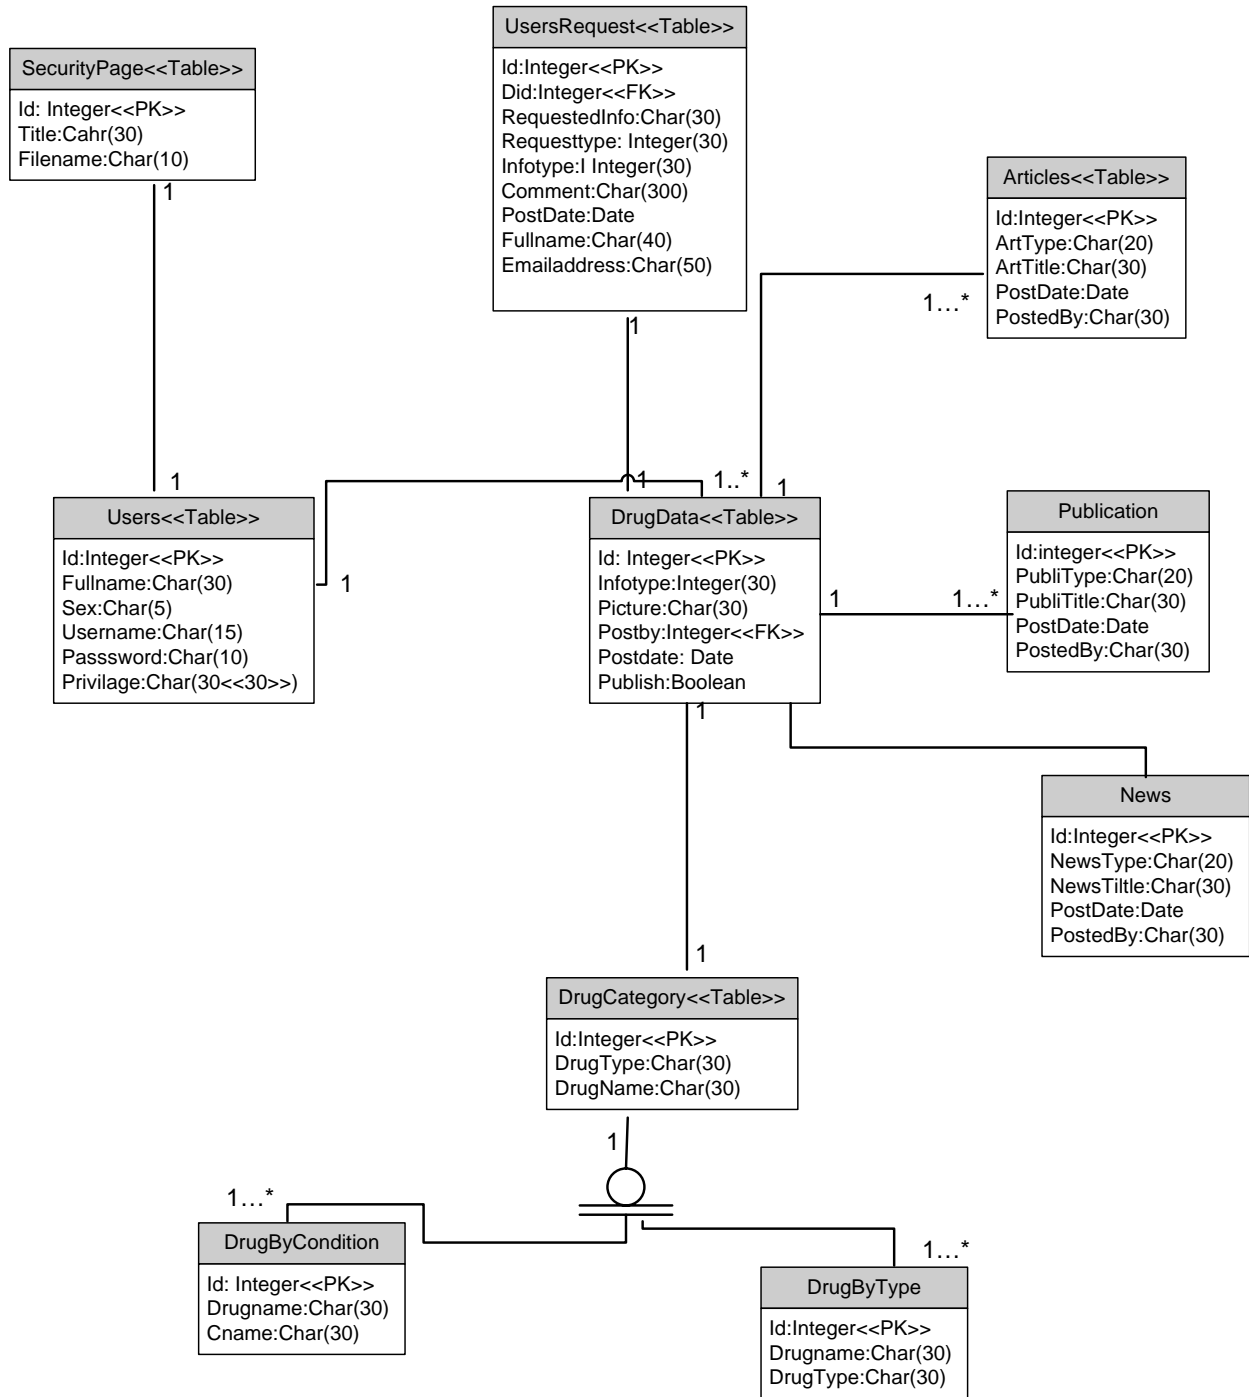 UsersRequest<<Table>>
Id:Integer<<PK>>
Did:Integer<<FK>>
RequestedInfo:Char(30)
Requesttype: Integer(30)
Infotype:I Integer(30)
Comment:Char(300)
PostDate:Date
Fullname:Char(40)
Emailaddress:Char(50)
1
SecurityPage<<Table>>
Id: Integer<<PK>>
Title:Cahr(30)
Filename:Char(10)
1
Articles<<Table>>
Id:Integer<<PK>>
ArtType:Char(20)
ArtTitle:Char(30)
PostDate:Date
PostedBy:Char(30)
1...*
1
1
1..*
1
Users<<Table>>
Id:Integer<<PK>>
Fullname:Char(30)
Sex:Char(5)
Username:Char(15)
Passsword:Char(10)
Privilage:Char(30<<30>>)
1
DrugData<<Table>>
Id: Integer<<PK>>
Infotype:Integer(30)
Picture:Char(30)
Postby:Integer<<FK>>
Postdate: Date
Publish:Boolean
1
1...*
1
Publication
Id:integer<<PK>>
PubliType:Char(20)
PubliTitle:Char(30)
PostDate:Date
PostedBy:Char(30)
News
Id:Integer<<PK>>
NewsType:Char(20)
NewsTiltle:Char(30)
PostDate:Date
PostedBy:Char(30)
1
DrugCategory<<Table>>
Id:Integer<<PK>>
DrugType:Char(30)
DrugName:Char(30)
1
1...*
DrugByCondition
Id: Integer<<PK>>
Drugname:Char(30)
Cname:Char(30)
1...*
DrugByType
Id:Integer<<PK>>
Drugname:Char(30)
DrugType:Char(30)